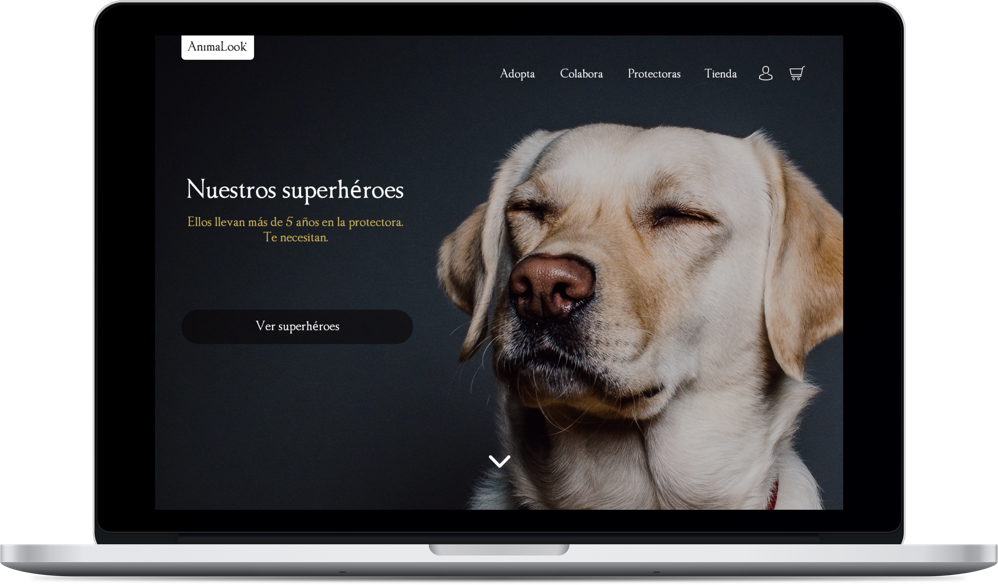 AnımaLooK
Adopta
Colabora
Protectoras
Tienda
Nuestros superhéroes
Ellos llevan más de 5 años en la protectora.
Te necesitan.
Ver superhéroes